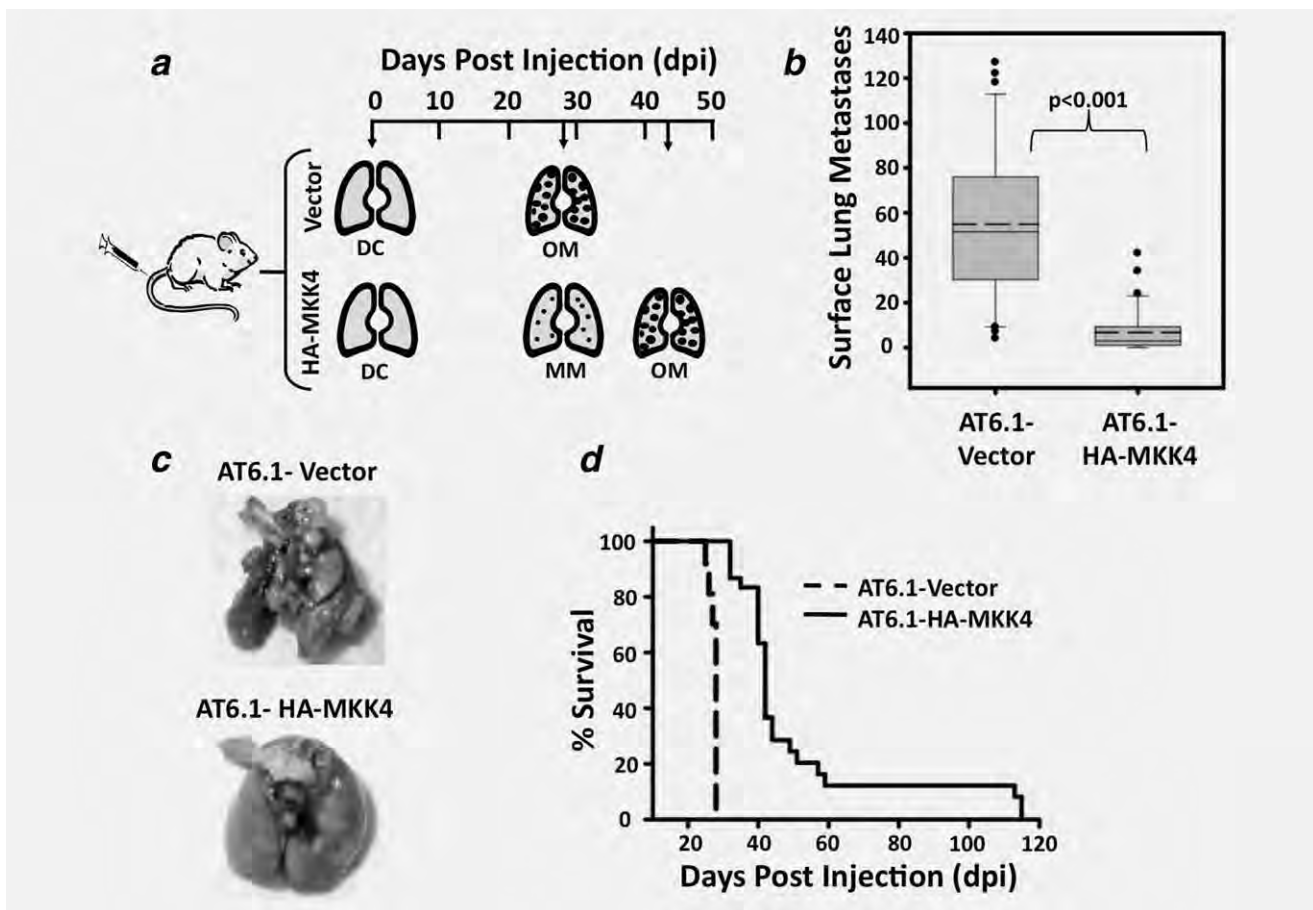 a
Days Post Injection (dpi)
0 10 20 30 40 50
Vector
DC OM
HA-MKK4
DC MM OM
b
Surface Lung Metastases
140
120
100
80
60
40
20
0
p<0.001
AT6.1-
Vector
AT6.1-
HA-MKK4
c
AT6.1- Vector
AT6.1- HA-MKK4
d
% Survival
100
80
60
40
20
0
AT6.1-Vector
AT6.1-HA-MKK4
20 40 60 80 100 120
Days Post Injection (dpi)